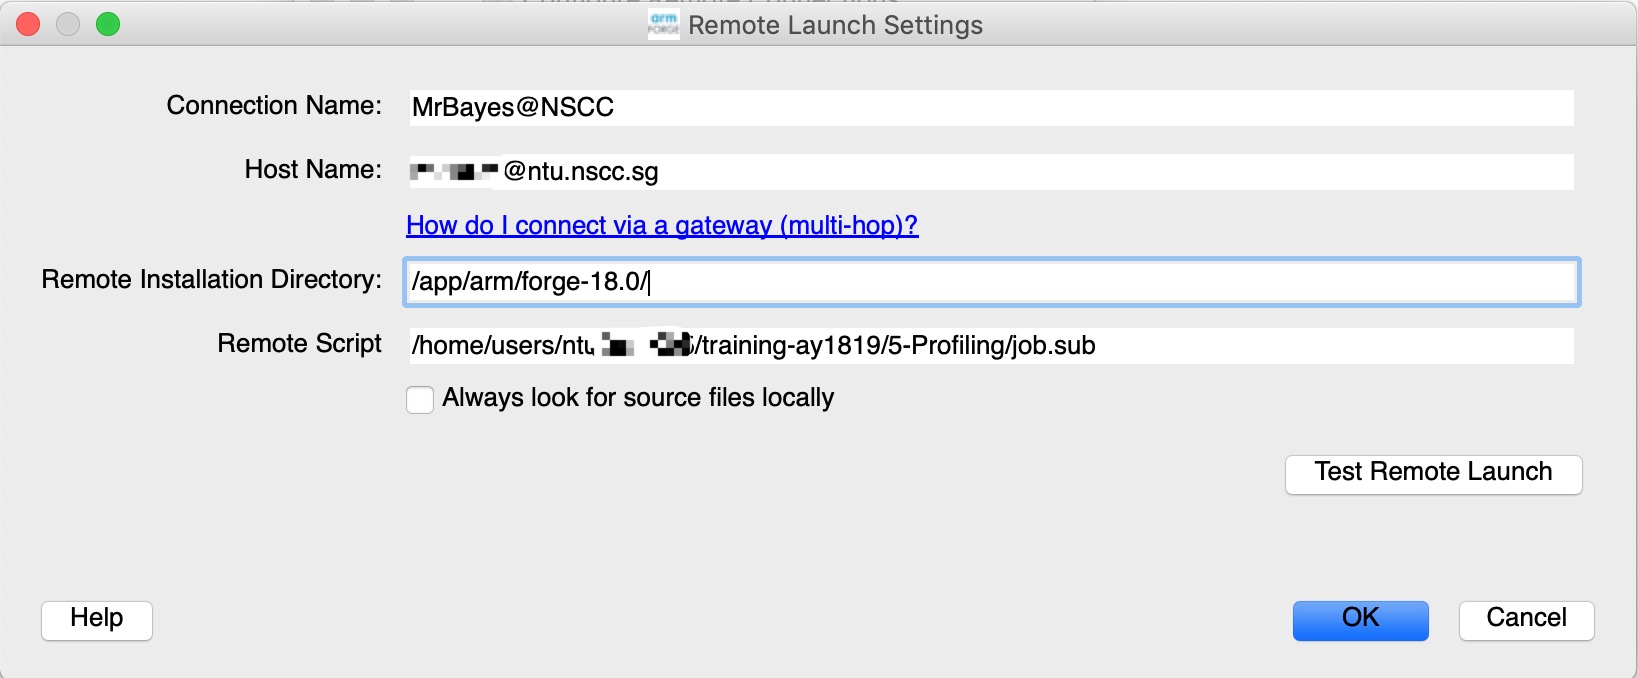 arm
FORGE
Remote Launch Settings
Connection Name: MrBayes@NSCC
Host Name: @ntu.nscc.sg
How do I connect via a gateway (multi-hop)?
Remote Installation Directory: /app/arm/forge-18.0/
Remote Script /home/users/ntu /training-ay1819/5-Profiling/job.sub
Always look for source files locally
Test Remote Launch
Help OK Cancel